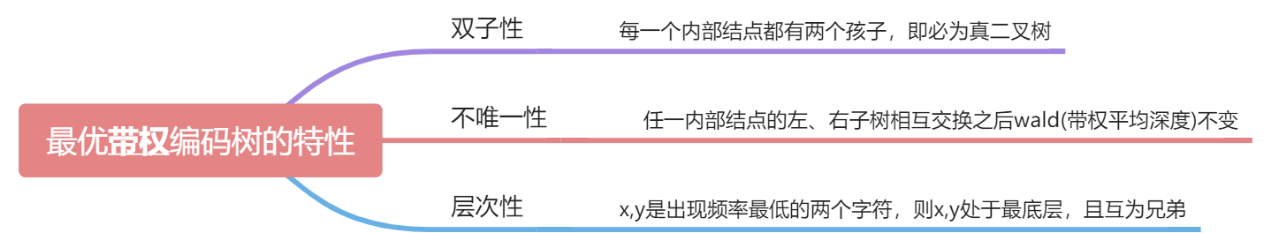 双子性
每一个内部结点都有两个孩子，即必为真二叉树
不唯一性
任一内部结点的左、右子树相互交换之后wald(带权平均深度)不变
最优带权编码树的特性
层次性
x,y是出现频率最低的两个字符，则x,y处于最底层，且互为兄弟